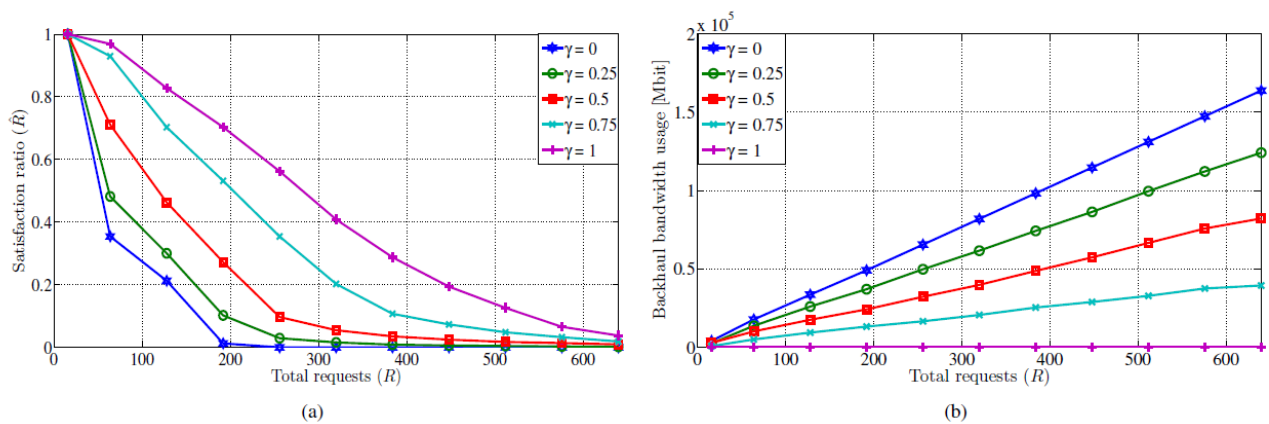 1
0.8
0.6
0.4
0.2
0
0 100 200 300 400 500 600
Satisfaction ratio (R̂)
Total requests (R)
γ = 0
γ = 0.25
γ = 0.5
γ = 0.75
γ = 1
(a)
2 x 10^5
1.5
1
0.5
0
0 100 200 300 400 500 600
Backhaul bandwidth usage [Mbit]
Total requests (R)
γ = 0
γ = 0.25
γ = 0.5
γ = 0.75
γ = 1
(b)